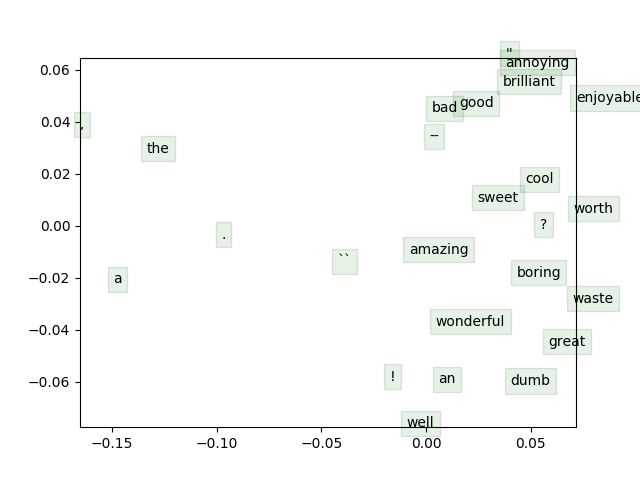 "
annoying
0.06
brilliant
enjoyable
bad good
0.04
,
--
the
0.02
cool
sweet
worth
0.00
.
?
amazing
``
−0.02
a
boring
waste
wonderful
−0.04
great
−0.06
!
an
dumb
well
−0.15 −0.10 −0.05 0.00 0.05